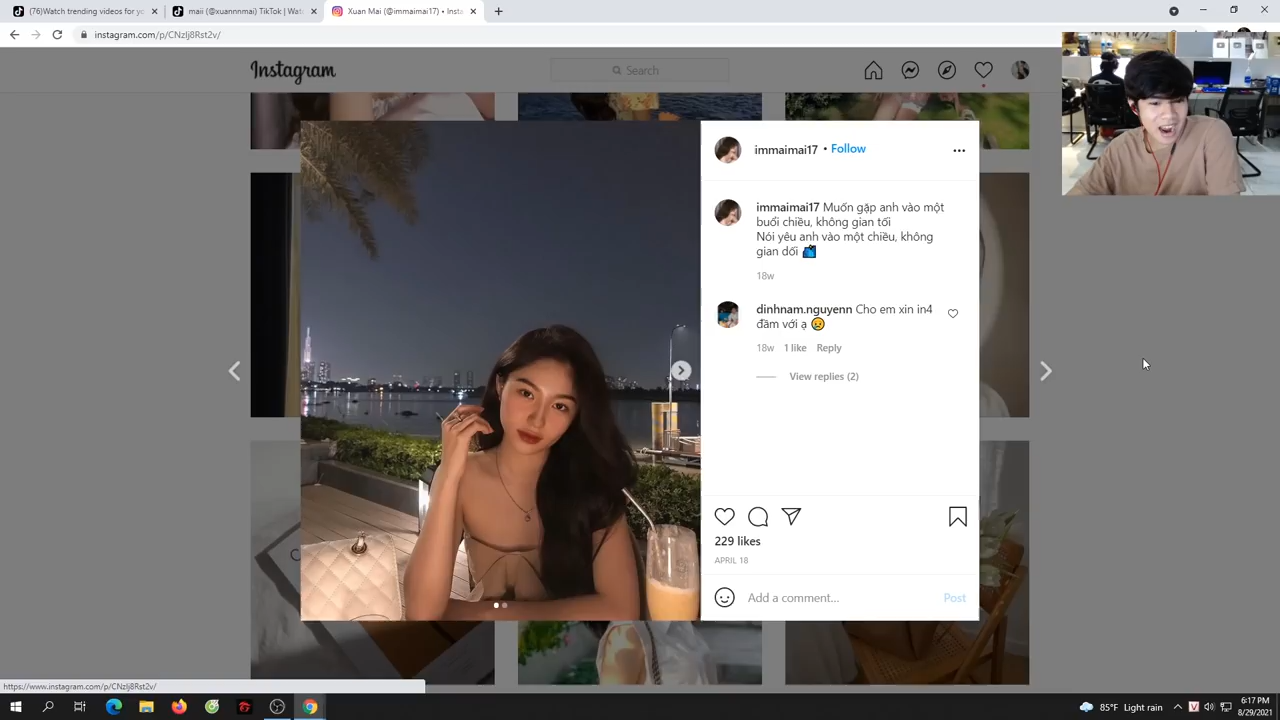 (76)Watch trending videos for yo
maii (@xuannnmai) TikTok | Wat
Xuan Mai (@immaimai17) • Insta
instagram.com/p/CNzlj8Rst2v/
Instagram
Search
immaimai17 • Follow
immaimai17 Muốn gặp anh vào một
buổi chiều, không gian tối
Nói yêu anh vào một chiều, không
gian dối
18w
dinhnam.nguyenn Cho em xin in4
đầm với ạ 😥
18w 1 like Reply
View replies (2)
229 likes
APRIL 18
Add a comment... Post
https://www.instagram.com/p/CNzlj8Rst2v/
85°F Light rain
V
6:17 PM
8/29/2021